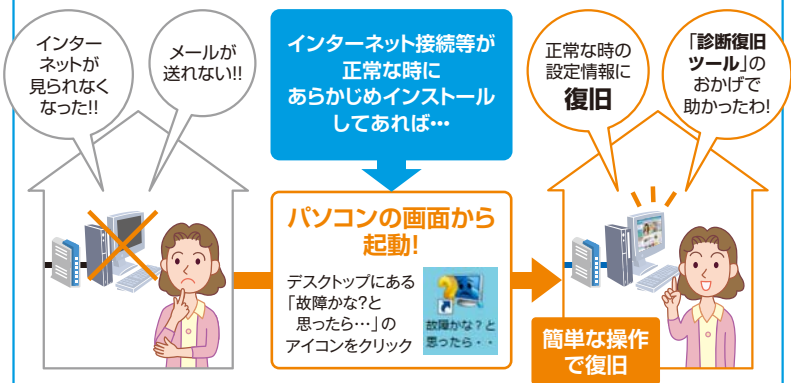 インター
ネットが
見られなく
なった!!
メールが
送れない!!
インターネット接続等が
正常な時に
あらかじめインストール
してあれば…
パソコンの画面から
起動!
デスクトップにある
「故障かな?と
思ったら…」の
アイコンをクリック
故障かな？と
思ったら・・
正常な時の
設定情報に
復旧
「診断復旧
ツール」の
おかげで
助かったわ!
簡単な操作
で復旧